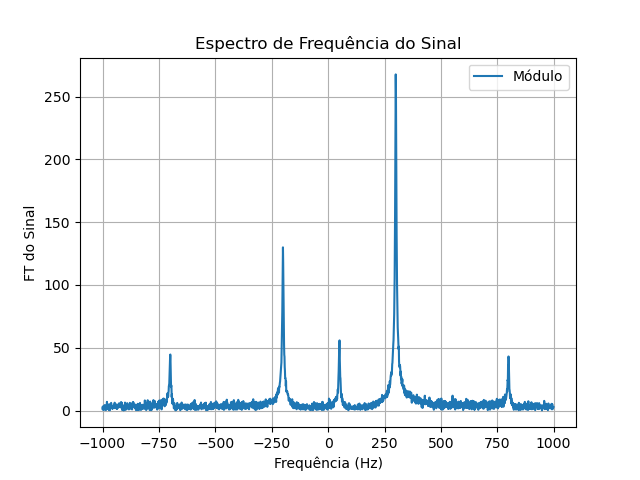 Espectro de Frequência do Sinal
Módulo
250
200
150
100
50
0
FT do Sinal
−1000 −750 −500 −250 0 250 500 750 1000
Frequência (Hz)